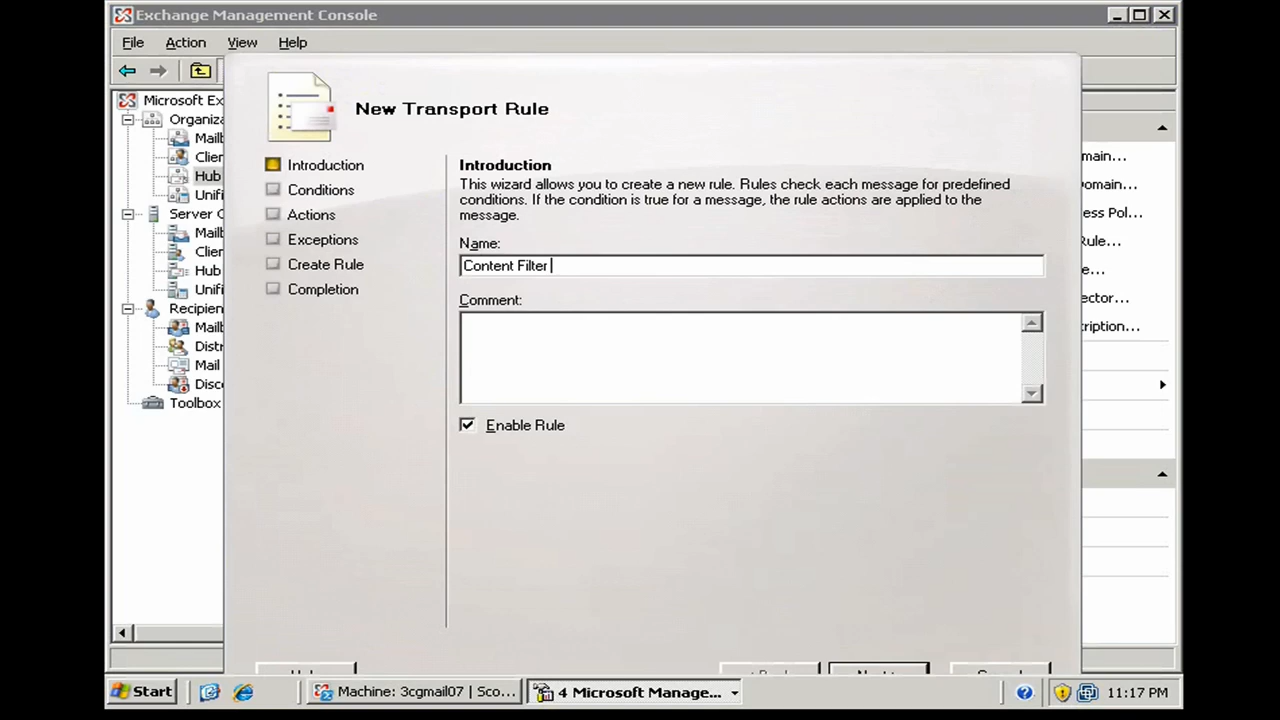 Exchange Management Console
File Action View Help
Microsoft Ex
Organiza
Mailb
Clien
Hub
Unifi
Server C
Mailb
Clien
Hub
Unifi
Recipien
Mailb
Distr
Mail
Disco
Toolbox
New Transport Rule
Introduction
Conditions
Actions
Exceptions
Create Rule
Completion
Introduction
This wizard allows you to create a new rule. Rules check each message for predefined
conditions. If the condition is true for a message, the rule actions are applied to the
message.
Name:
Content Filter
Comment:
Enable Rule
main...
omain...
ess Pol...
Rule...
e...
ector...
ription...
Start
Machine: 3cgmail07 | Sco...
4 Microsoft Manage...
11:17 PM